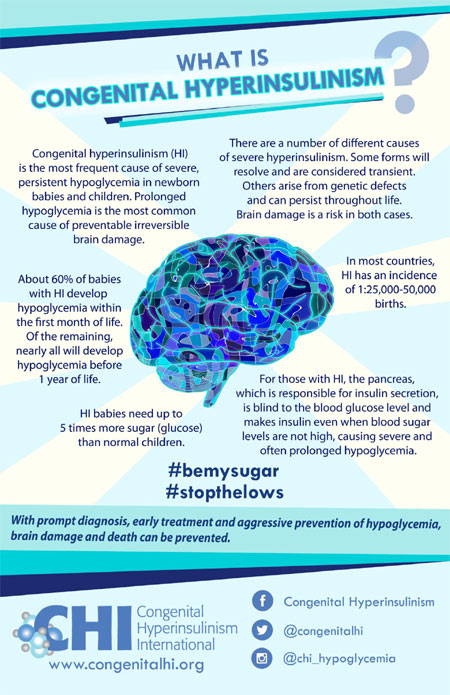 WHAT IS
CONGENITAL HYPERINSULINISM
?
Congenital hyperinsulinism (HI)
is the most frequent cause of severe,
persistent hypoglycemia in newborn
babies and children. Prolonged
hypoglycemia is the most common
cause of preventable irreversible
brain damage.
There are a number of different causes
of severe hyperinsulinism. Some forms will
resolve and are considered transient.
Others arise from genetic defects
and can persist throughout life.
Brain damage is a risk in both cases.
About 60% of babies
with HI develop
hypoglycemia within
the first month of life.
Of the remaining,
nearly all will develop
hypoglycemia before
1 year of life.
In most countries,
HI has an incidence
of 1:25,000-50,000
births.
HI babies need up to
5 times more sugar (glucose)
than normal children.
For those with HI, the pancreas,
which is responsible for insulin secretion,
is blind to the blood glucose level and
makes insulin even when blood sugar
levels are not high, causing severe and
often prolonged hypoglycemia.
#bemysugar
#stopthelows
With prompt diagnosis, early treatment and aggressive prevention of hypoglycemia,
brain damage and death can be prevented.
CHI
Congenital
Hyperinsulinism
International
www.congenitalhi.org
Congenital Hyperinsulinism
@congenitalhi
@chi_hypoglycemia